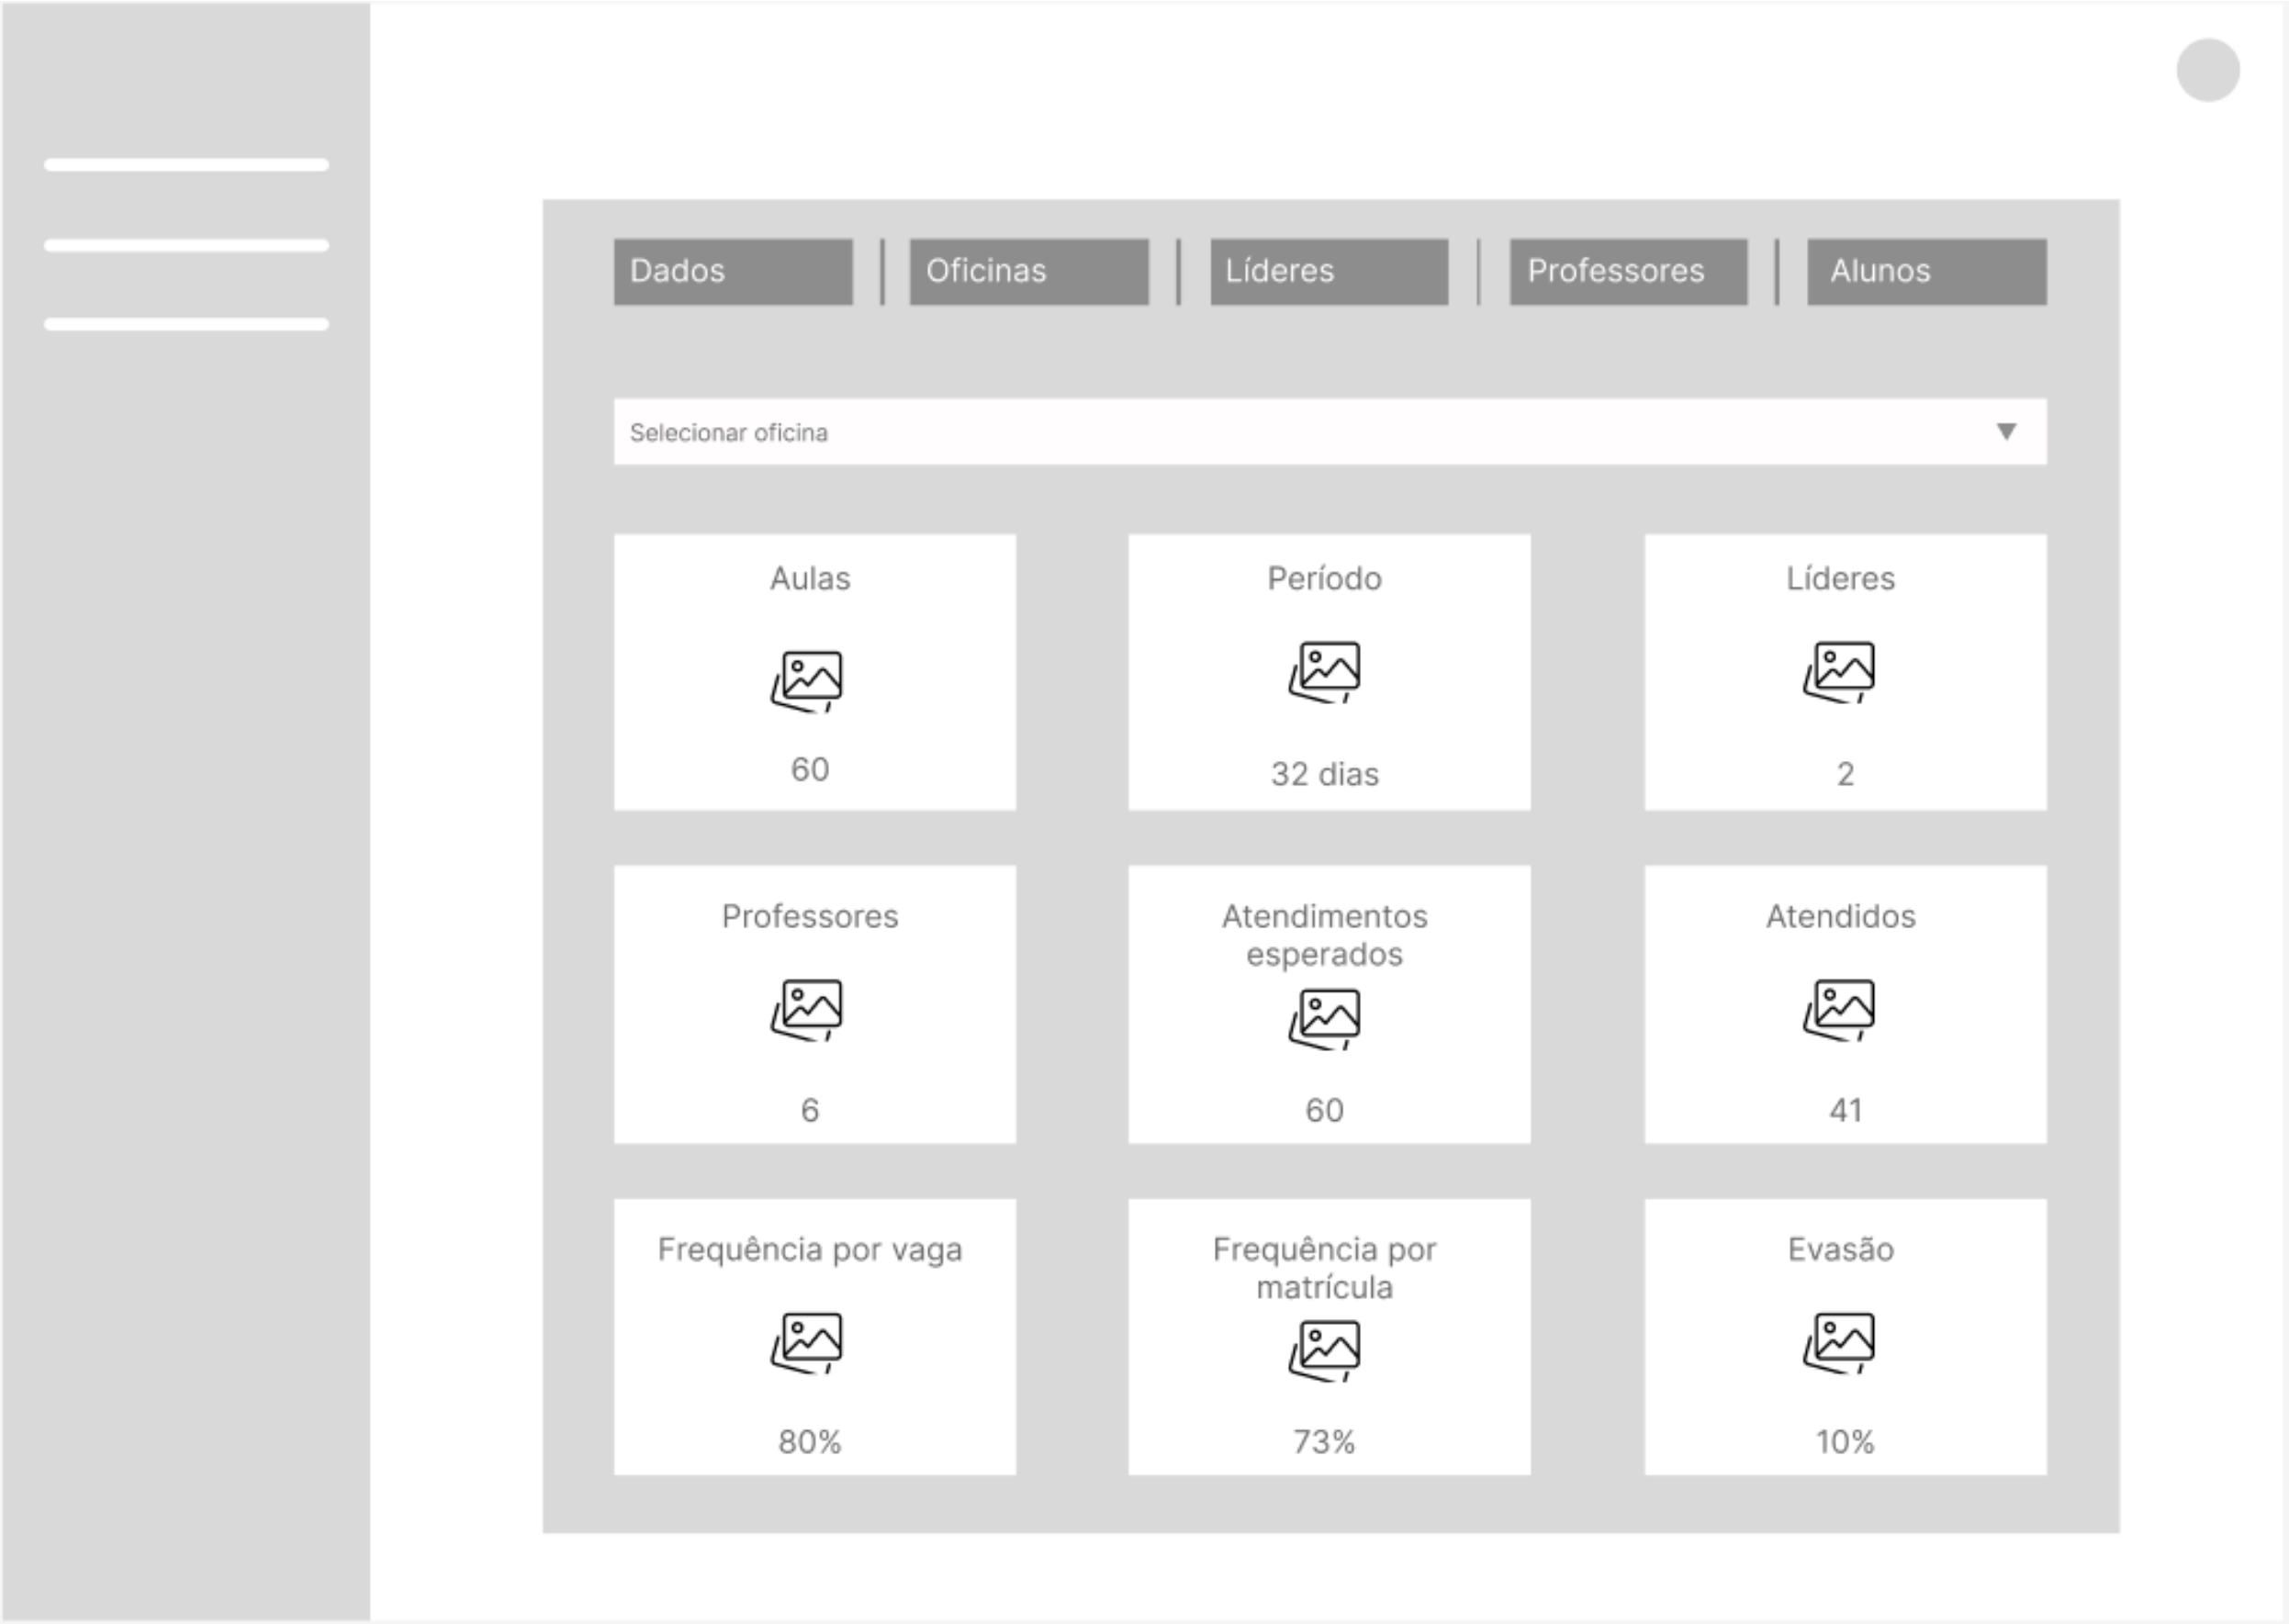 Dados
Oficinas
Líderes
Professores
Alunos
Selecionar oficina
Aulas
60
Período
32 dias
Líderes
2
Professores
6
Atendimentos
esperados
60
Atendidos
41
Frequência por vaga
80%
Frequência por
matrícula
73%
Evasão
10%